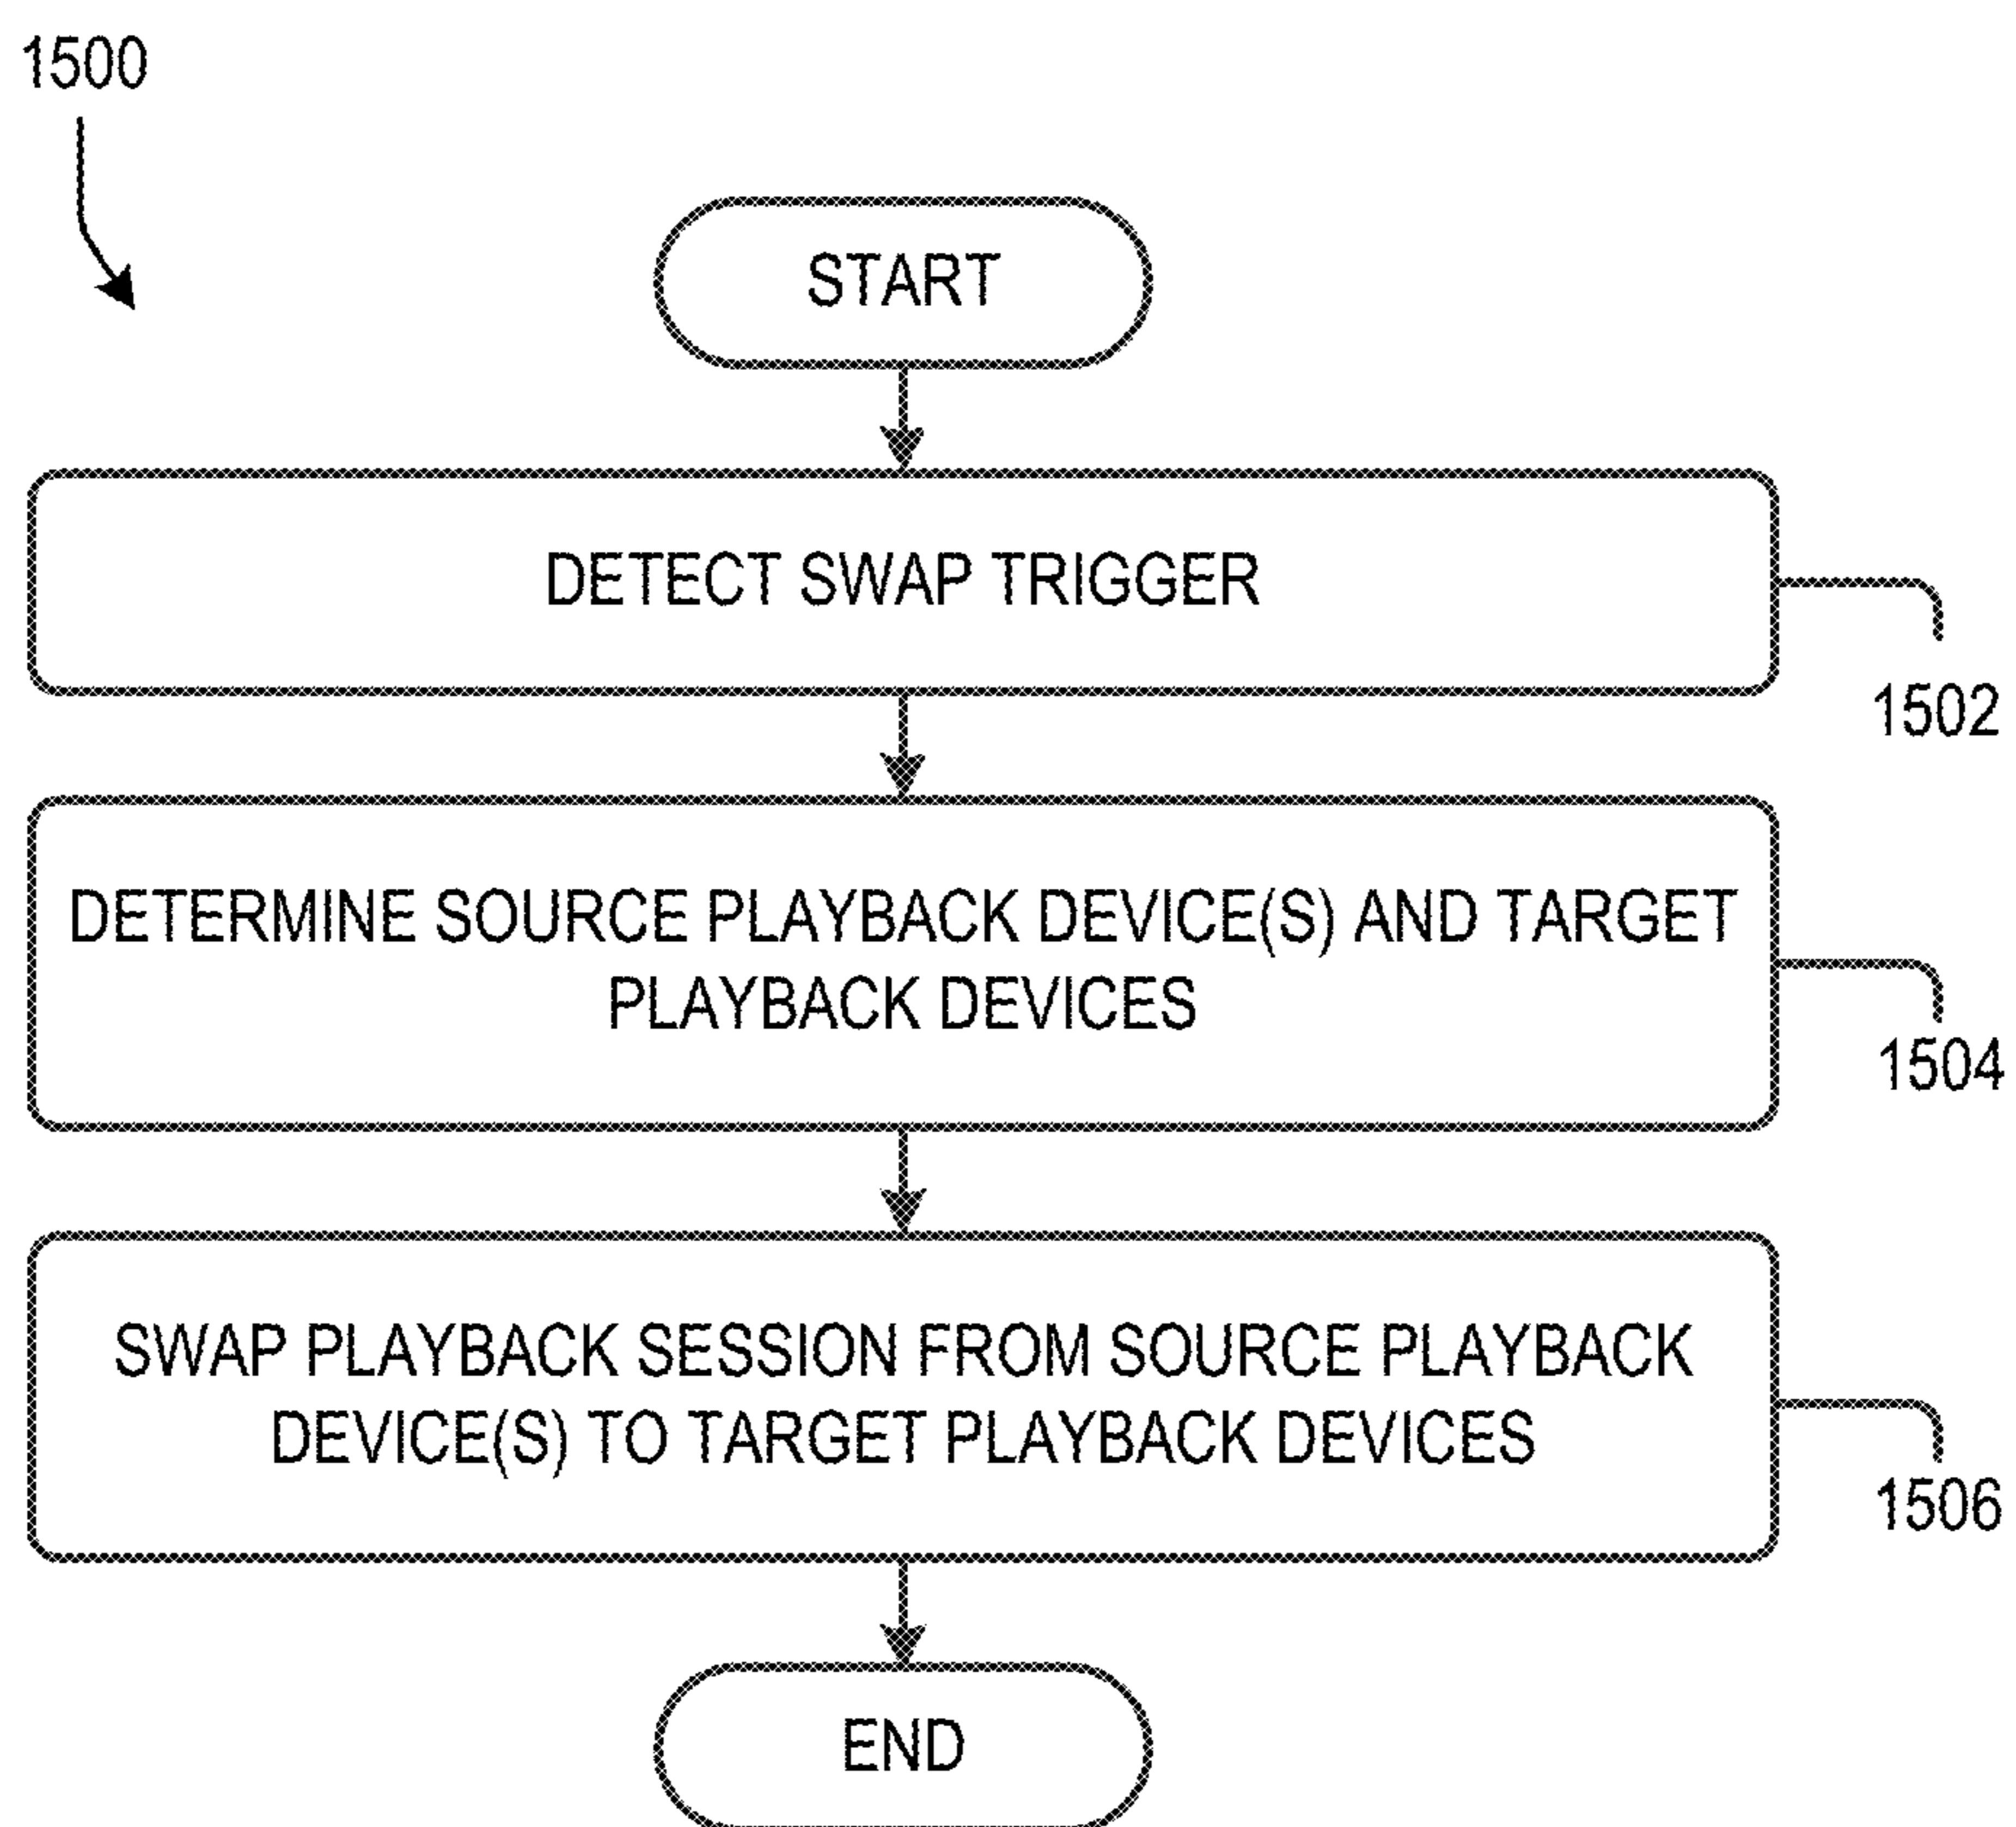 1500
START
DETECT SWAP TRIGGER
1502
DETERMINE SOURCE PLAYBACK DEVICE(S) AND TARGET
PLAYBACK DEVICES
1504
SWAP PLAYBACK SESSION FROM SOURCE PLAYBACK
DEVICE(S) TO TARGET PLAYBACK DEVICES
1506
END